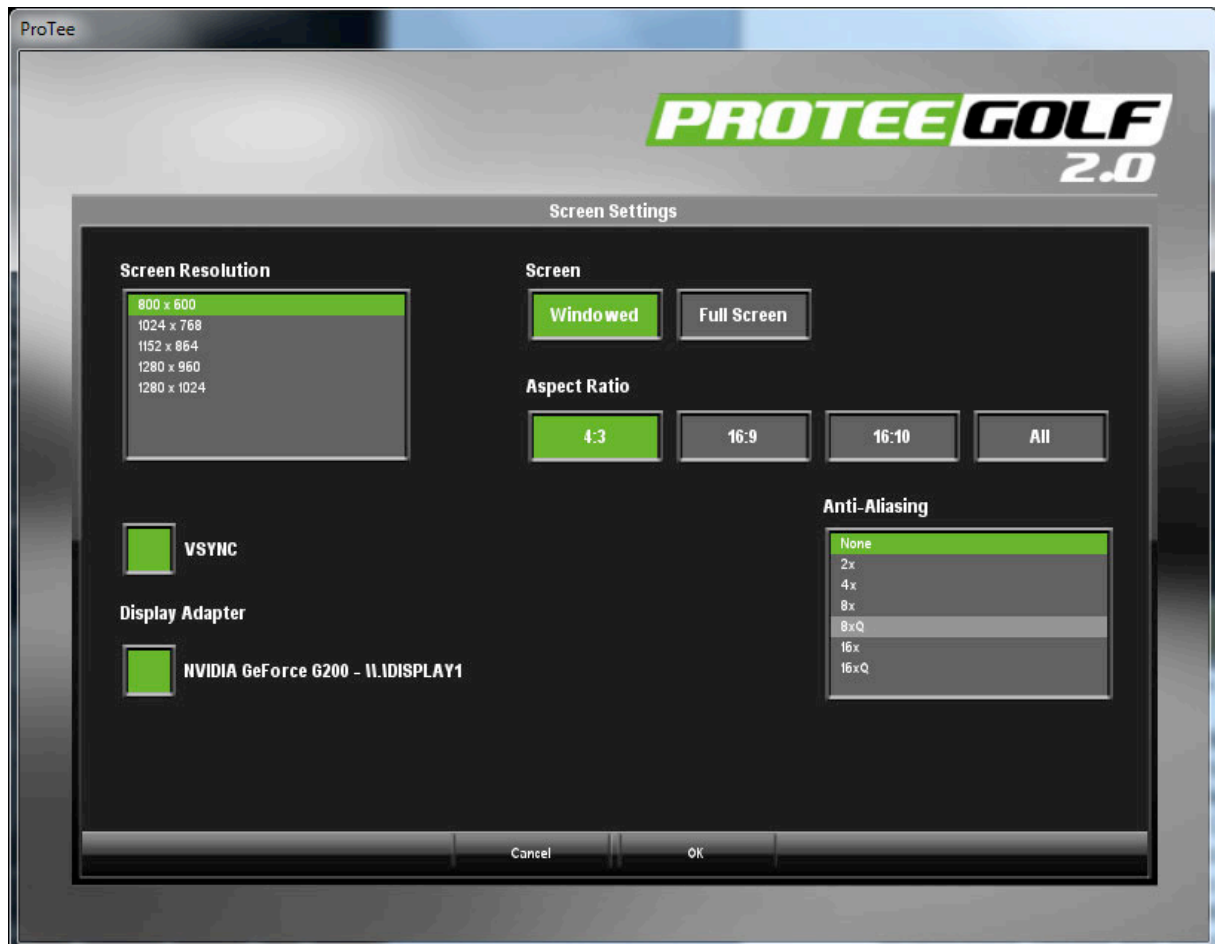 ProTee
PROTEE GOLF
2.0
Screen Settings
Screen Resolution
800 x 600
1024 x 768
1152 x 864
1280 x 960
1280 x 1024
Screen
Windowed
Full Screen
Aspect Ratio
4:3
16:9
16:10
All
VSYNC
Anti-Aliasing
None
2x
4x
8x
8xQ
16x
16xQ
Display Adapter
NVIDIA GeForce G200 - \\.\DISPLAY1
Cancel
OK